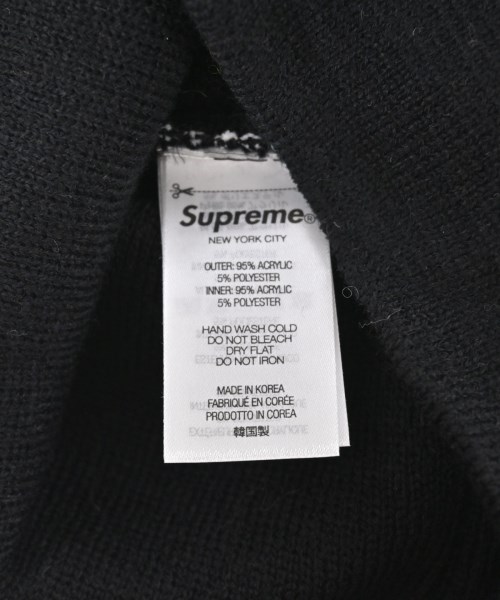 Supreme®
NEW YORK CITY
OUTER: 95% ACRYLIC
5% POLYESTER
INNER: 95% ACRYLIC
5% POLYESTER
HAND WASH COLD
DO NOT BLEACH
DRY FLAT
DO NOT IRON
MADE IN KOREA
FABRIQUÉ EN CORÉE
PRODOTTO IN COREA
韓国製